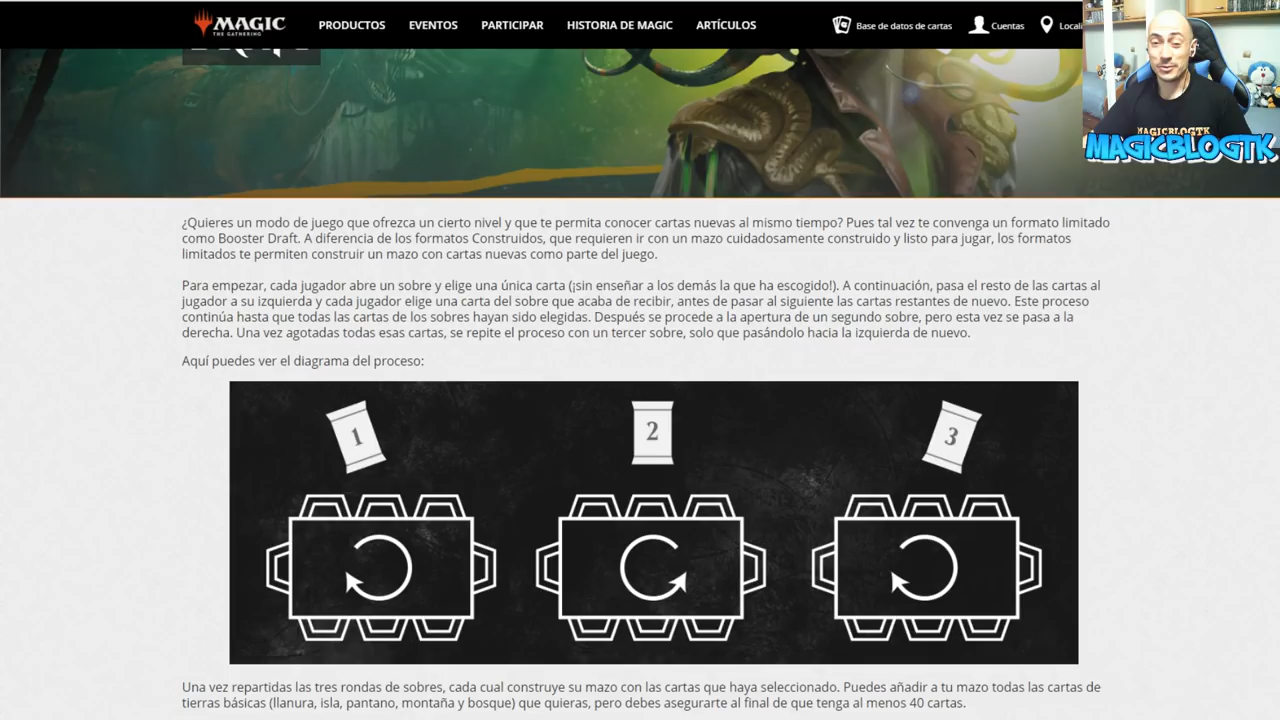 MAGIC
THE GATHERING
PRODUCTOS
EVENTOS
PARTICIPAR
HISTORIA DE MAGIC
ARTÍCULOS
Base de datos de cartas
Cuentas
Locali
MAGICBLOGTK
MAGICBLOGTK
¿Quieres un modo de juego que ofrezca un cierto nivel y que te permita conocer cartas nuevas al mismo tiempo? Pues tal vez te convenga un formato limitado
como Booster Draft. A diferencia de los formatos Construidos, que requieren ir con un mazo cuidadosamente construido y listo para jugar, los formatos
limitados te permiten construir un mazo con cartas nuevas como parte del juego.
Para empezar, cada jugador abre un sobre y elige una única carta (¡sin enseñar a los demás la que ha escogido!). A continuación, pasa el resto de las cartas al
jugador a su izquierda y cada jugador elige una carta del sobre que acaba de recibir, antes de pasar al siguiente las cartas restantes de nuevo. Este proceso
continúa hasta que todas las cartas de los sobres hayan sido elegidas. Después se procede a la apertura de un segundo sobre, pero esta vez se pasa a la
derecha. Una vez agotadas todas esas cartas, se repite el proceso con un tercer sobre, solo que pasándolo hacia la izquierda de nuevo.
Aquí puedes ver el diagrama del proceso:
1
2
3
Una vez repartidas las tres rondas de sobres, cada cual construye su mazo con las cartas que haya seleccionado. Puedes añadir a tu mazo todas las cartas de
tierras básicas (llanura, isla, pantano, montaña y bosque) que quieras, pero debes asegurarte al final de que tenga al menos 40 cartas.